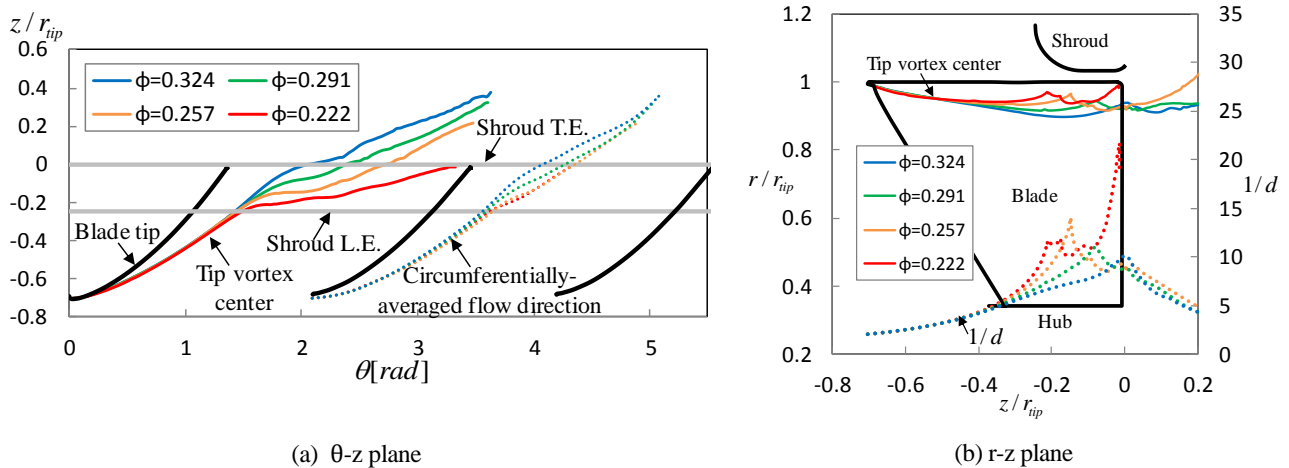 z / r_tip
0.6
0.4
0.2
0
-0.2
-0.4
-0.6
-0.8
ϕ=0.324
ϕ=0.291
ϕ=0.257
ϕ=0.222
Shroud T.E.
Blade tip
Shroud L.E.
Tip vortex
center
Circumferentially-
averaged flow direction
0
1
2
3
4
5
θ[rad]
(a) θ-z plane
1.2
1
0.8
r / r_tip
0.6
0.4
0.2
35
30
25
20
1/d
15
10
5
0
Shroud
Tip vortex center
ϕ=0.324
ϕ=0.291
ϕ=0.257
ϕ=0.222
Blade
Hub
1/d
-0.8
-0.6
-0.4
-0.2
0
0.2
z / r_tip
(b) r-z plane